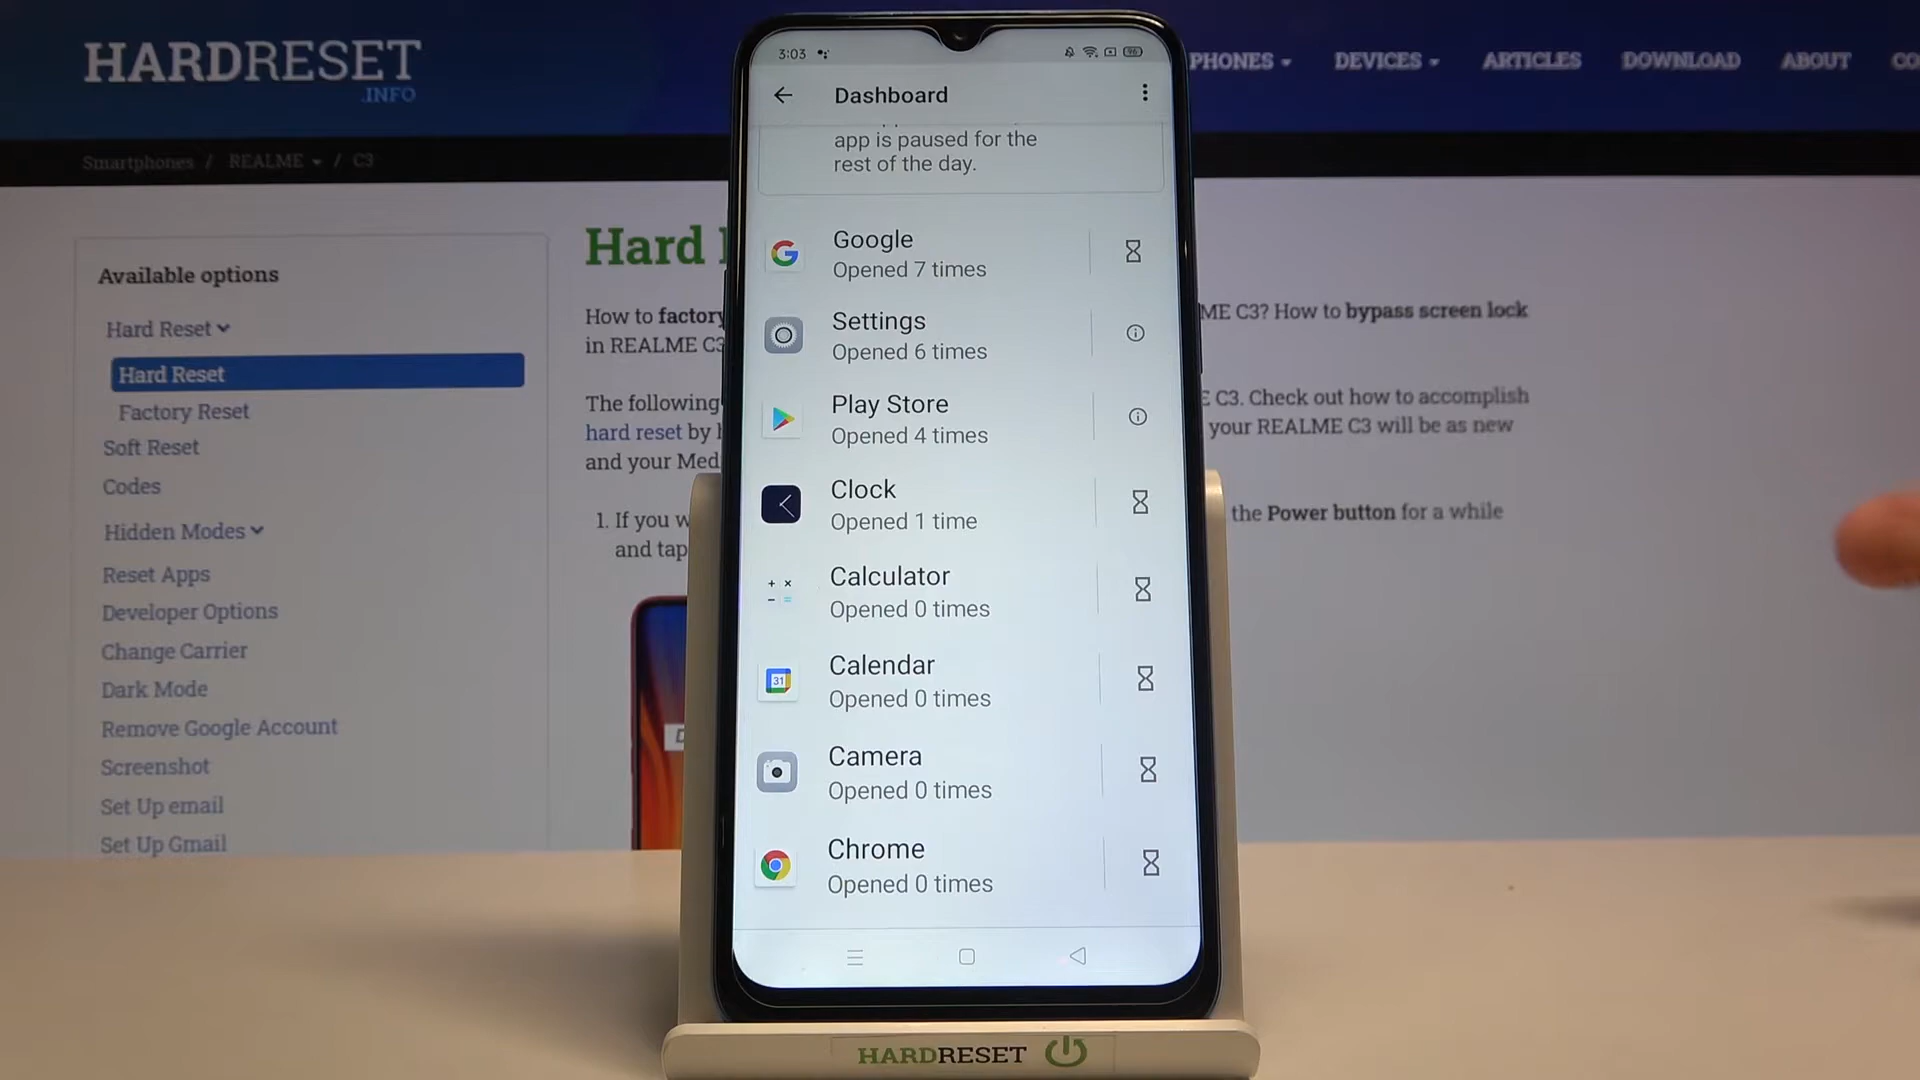 HARDRESET
.INFO
PHONES
DEVICES
ARTICLES
DOWNLOAD
ABOUT
Smartphones / REALME / C3
Available options
Hard Reset
Hard Reset
Factory Reset
Soft Reset
Codes
Hidden Modes
Reset Apps
Developer Options
Change Carrier
Dark Mode
Remove Google Account
Screenshot
Set Up email
Set Up Gmail
Hard
How to factory
in REALME C3
The following
hard reset by
and your Med
1. If you w
and tap
ME C3? How to bypass screen lock
C3. Check out how to accomplish
your REALME C3 will be as new
the Power button for a while
3:03
96
Dashboard
app is paused for the
rest of the day.
Google
Opened 7 times
Settings
Opened 6 times
Play Store
Opened 4 times
Clock
Opened 1 time
Calculator
Opened 0 times
31
Calendar
Opened 0 times
Camera
Opened 0 times
Chrome
Opened 0 times
HARDRESET